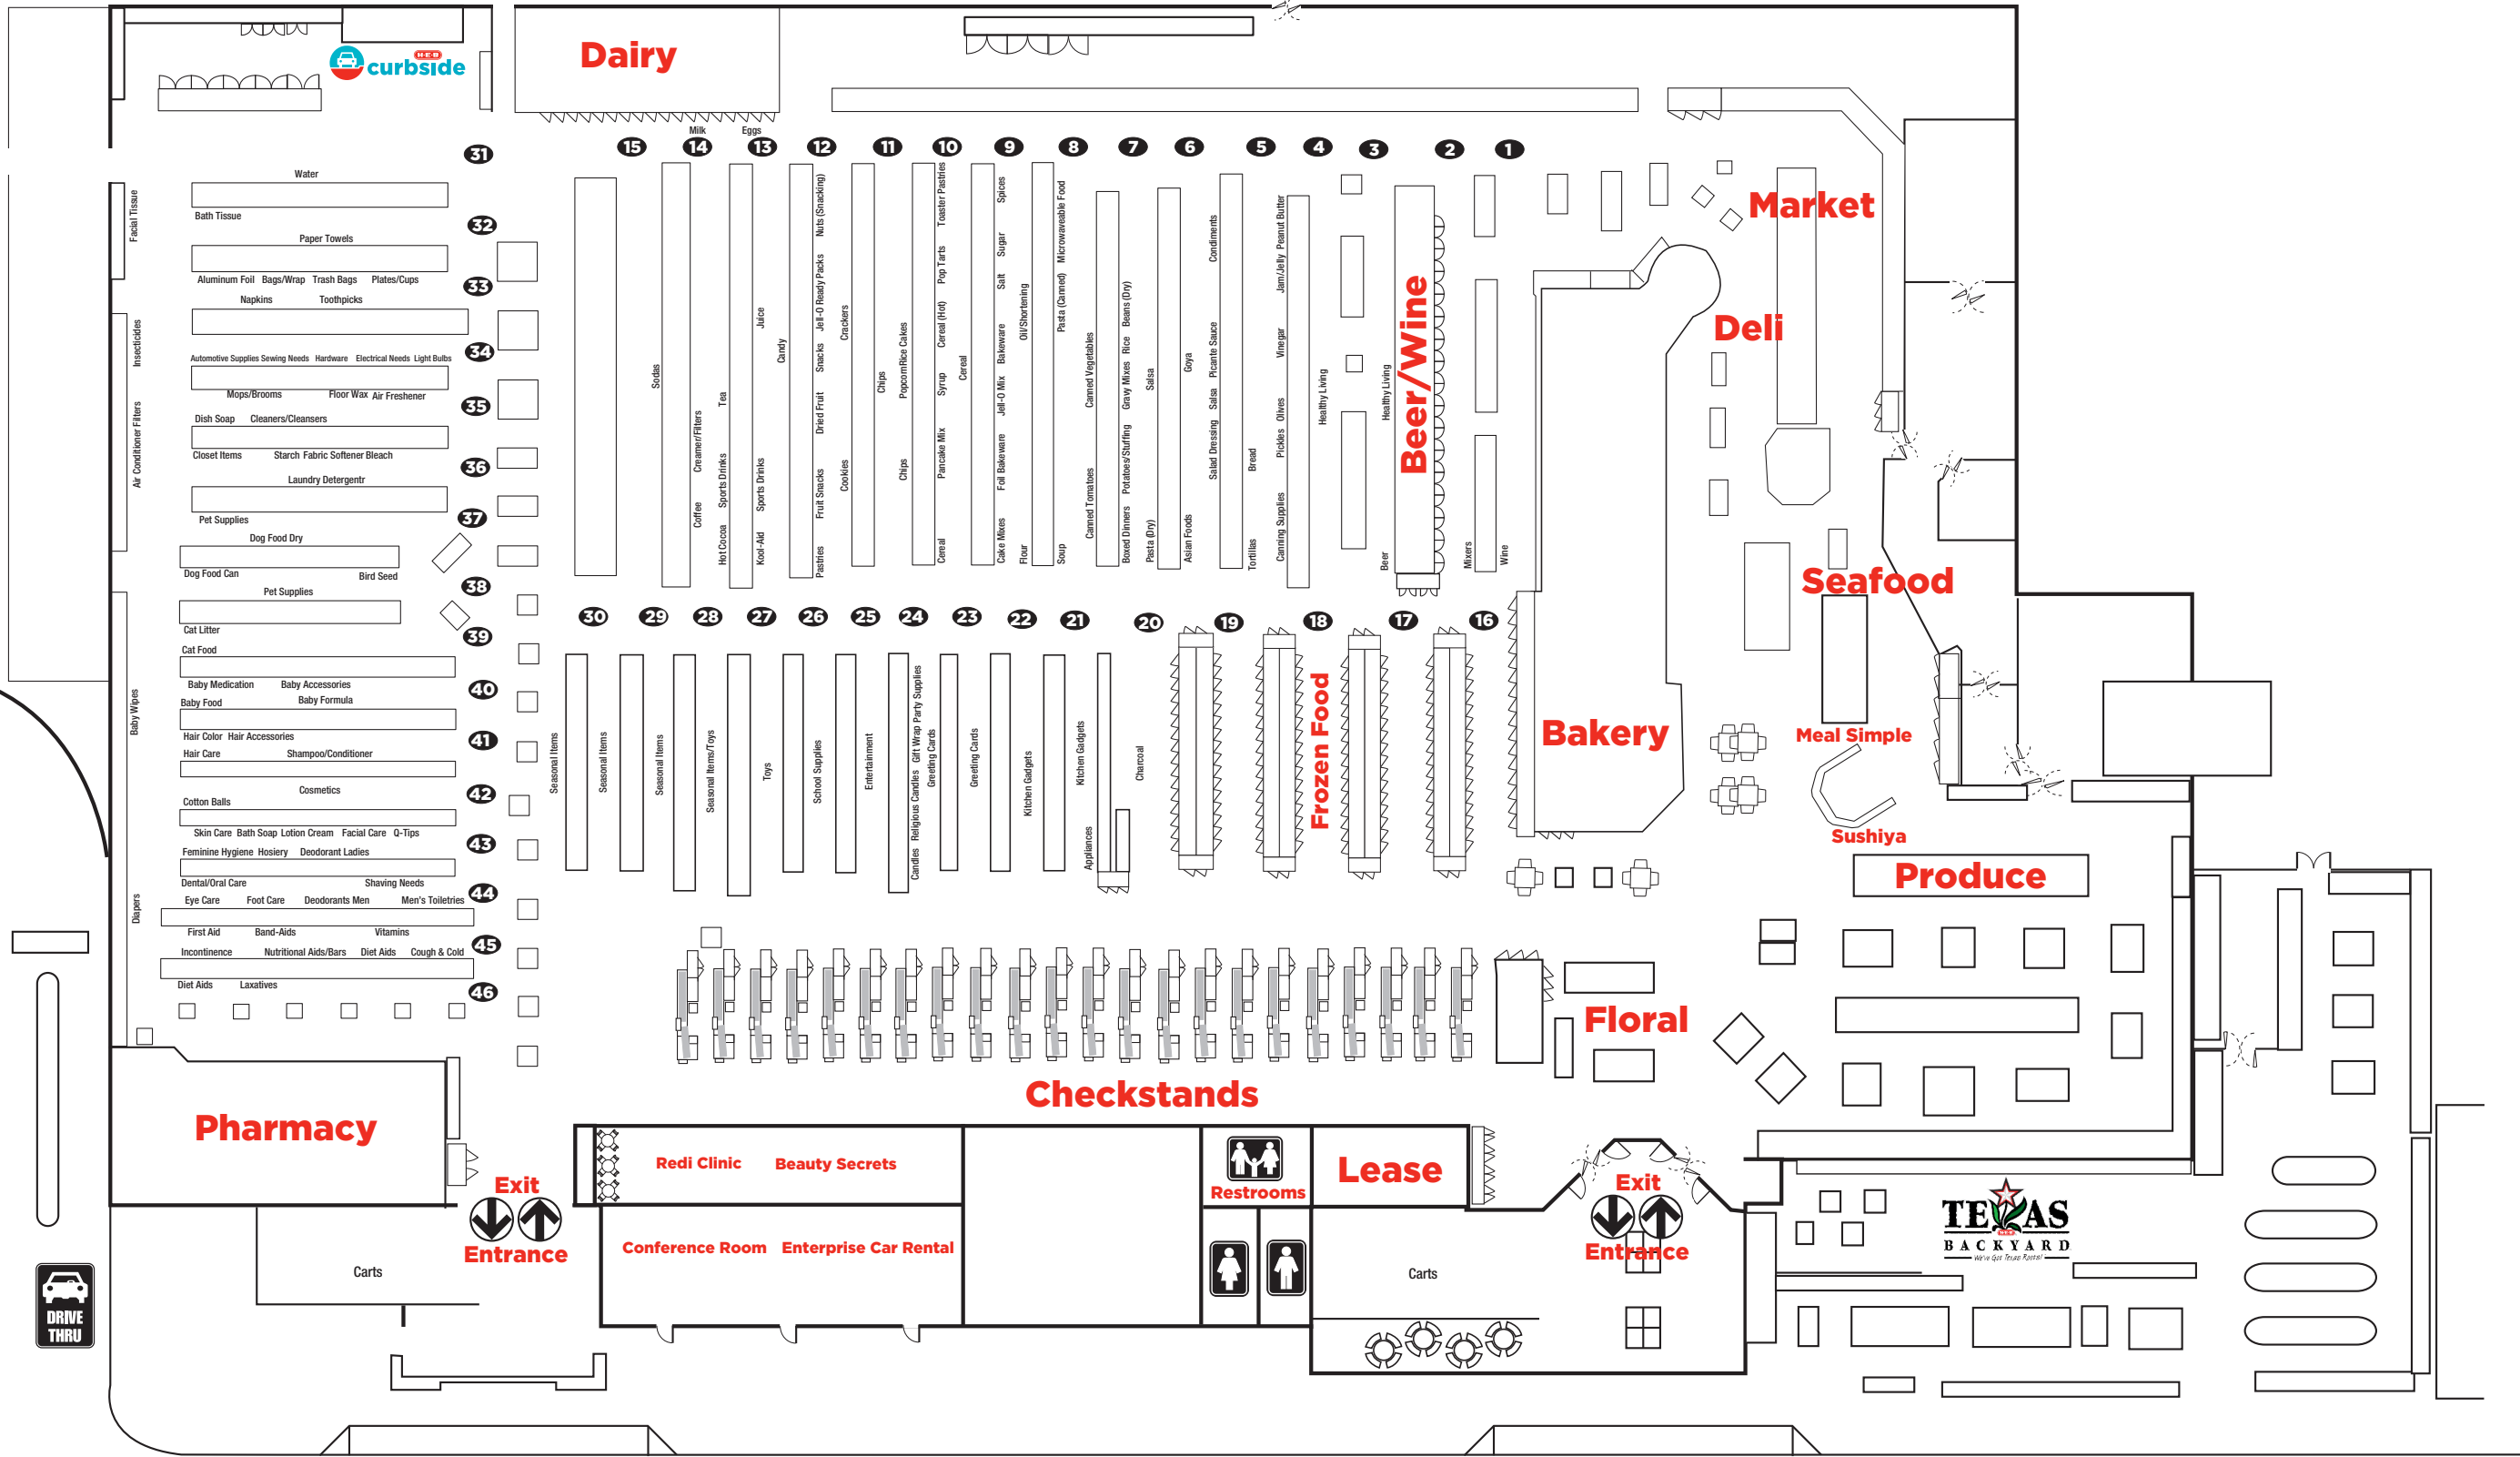 H-E-B
curbside
Dairy
Milk
Eggs
31
15
14
13
12
11
10
9
8
7
6
5
4
3
2
1
Water
Bath Tissue
Facial Tissue
32
Paper Towels
Aluminum Foil Bags/Wrap Trash Bags Plates/Cups
33
Napkins Toothpicks
Insecticides
34
Automotive Supplies Sewing Needs Hardware Electrical Needs Light Bulbs
Mops/Brooms Floor Wax Air Freshener
35
Dish Soap Cleaners/Cleansers
Closet Items Starch Fabric Softener Bleach
Air Conditioner Filters
36
Laundry Detergentr
Pet Supplies
37
Dog Food Dry
Dog Food Can Bird Seed
38
Pet Supplies
Cat Litter
39
Cat Food
Baby Medication Baby Accessories
40
Baby Food Baby Formula
Baby Wipes
Hair Color Hair Accessories
41
Hair Care Shampoo/Conditioner
Cosmetics
42
Cotton Balls
Skin Care Bath Soap Lotion Cream Facial Care Q-Tips
43
Feminine Hygiene Hosiery Deodorant Ladies
Dental/Oral Care Shaving Needs
44
Eye Care Foot Care Deodorants Men Men's Toiletries
Diapers
First Aid Band-Aids Vitamins
45
Incontinence Nutritional Aids/Bars Diet Aids Cough & Cold
Diet Aids Laxatives
46
Sodas
Coffee Creamer/Filters
Hot Cocoa Sports Drinks Tea
Kool-Aid Sports Drinks Juice
Candy
Pastries Fruit Snacks Dried Fruit Snacks Jell-O Ready Packs Nuts (Snacking)
Cookies Crackers
Chips
Chips Popcorn/Rice Cakes
Cereal Pancake Mix Syrup Cereal (Hot) Pop Tarts Toaster Pastries
Cereal
Cake Mixes Foil Bakeware Jell-O Mix Bakeware Salt Sugar Spices
Flour Oil/Shortening
Soup Pasta (Canned) Microwaveable Food
Canned Tomatoes Canned Vegetables
Boxed Dinners Potatoes/Stuffing Gravy Mixes Rice Beans (Dry)
Pasta (Dry) Salsa
Asian Foods Goya
Salad Dressing Salsa Picante Sauce Condiments
Tortillas Bread
Canning Supplies Pickles Olives Vinegar Jam/Jelly Peanut Butter
Healthy Living
Beer Healthy Living
Beer/Wine
Mixers
Wine
Market
Deli
Seafood
Meal Simple
Sushiya
Bakery
Produce
Floral
30
29
28
27
26
25
24
23
22
21
20
19
18
17
16
Seasonal Items
Seasonal Items
Seasonal Items
Seasonal Items/Toys
Toys
School Supplies
Entertainment
Candles Religious Candles Gift Wrap Party Supplies
Greeting Cards
Greeting Cards
Kitchen Gadgets
Kitchen Gadgets
Appliances
Charcoal
Frozen Food
Checkstands
Pharmacy
Exit
Entrance
Carts
DRIVE
THRU
Redi Clinic
Beauty Secrets
Conference Room
Enterprise Car Rental
Restrooms
Lease
Carts
Exit
Entrance
TEXAS
H-E-B
BACKYARD
We've Got Texas Roots!